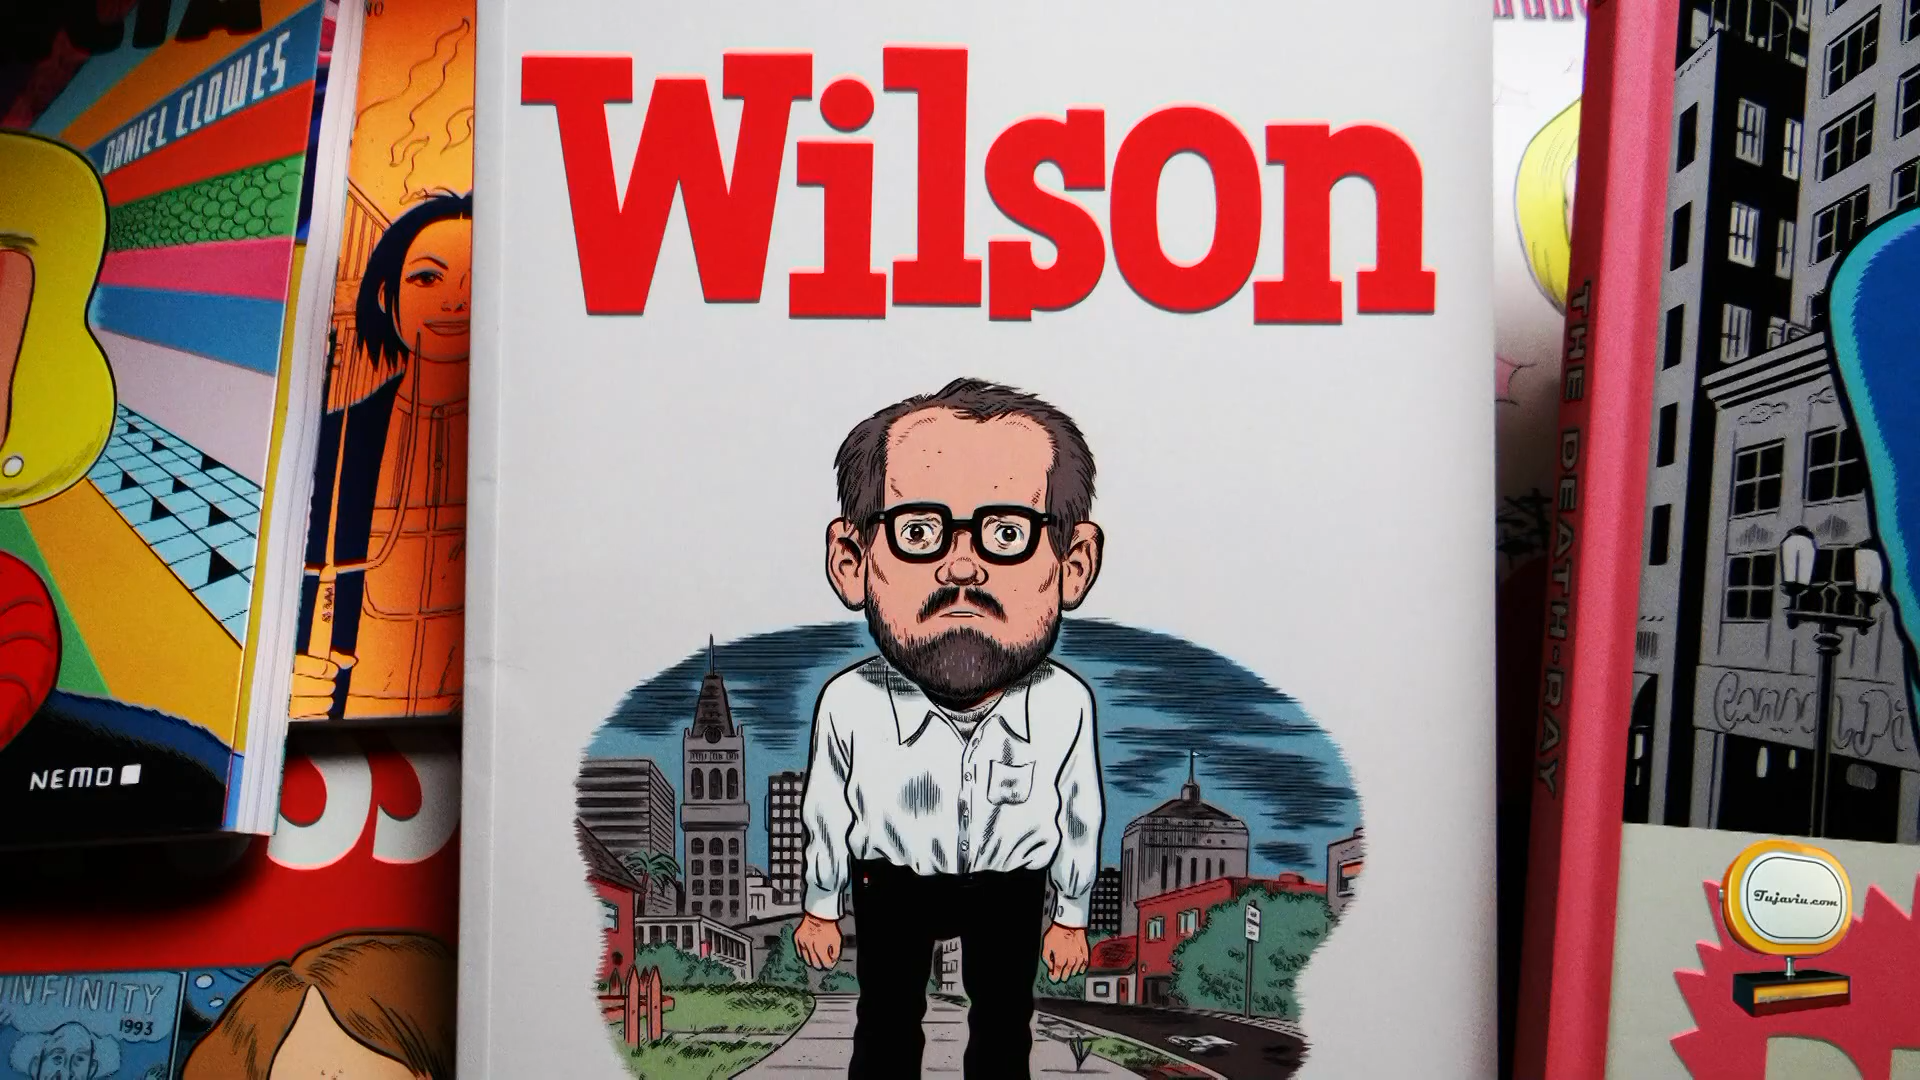 DANIEL CLOWES
NEMO
INFINITY
1993
Wilson
THE DEATH-RAY
Tujaviu.com